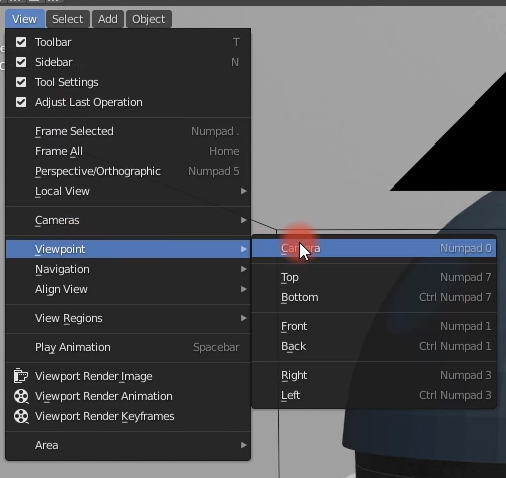 View Select Add Object
Toolbar T
Sidebar N
Tool Settings
Adjust Last Operation
Frame Selected Numpad .
Frame All Home
Perspective/Orthographic Numpad 5
Local View
Cameras
Viewpoint
Navigation
Align View
View Regions
Play Animation Spacebar
Viewport Render Image
Viewport Render Animation
Viewport Render Keyframes
Area
Camera Numpad 0
Top Numpad 7
Bottom Ctrl Numpad 7
Front Numpad 1
Back Ctrl Numpad 1
Right Numpad 3
Left Ctrl Numpad 3